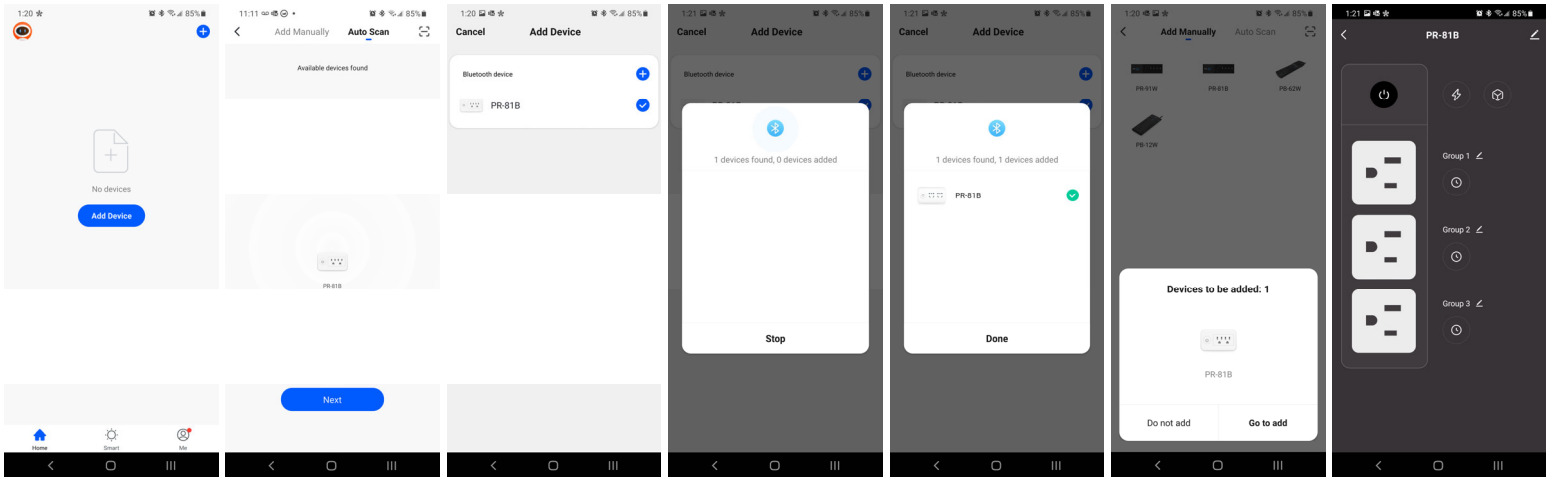 1:20
85%
No devices
Add Device
Home
Smart
Me
11:11
85%
Add Manually
Auto Scan
Available devices found
PR-81B
Next
1:20
85%
Cancel
Add Device
Bluetooth device
PR-81B
1:21
85%
Cancel
Add Device
Bluetooth device
1 devices found, 0 devices added
Stop
1:21
85%
Cancel
Add Device
Bluetooth device
1 devices found, 1 devices added
PR-81B
Done
1:20
85%
Add Manually
Auto Scan
PR-91W
PR-81B
PB-62W
PB-12W
Devices to be added: 1
PR-81B
Do not add
Go to add
1:21
85%
PR-81B
Group 1
Group 2
Group 3